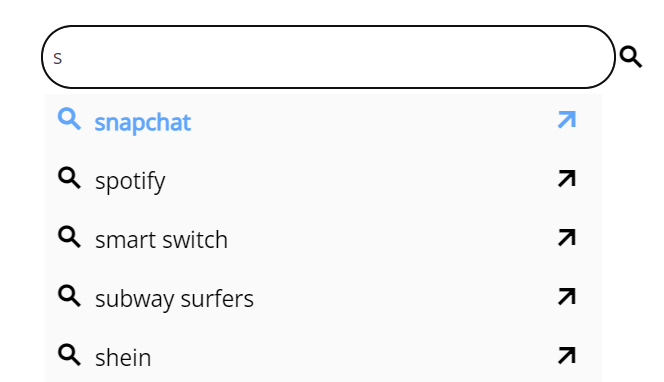 s
snapchat
spotify
smart switch
subway surfers
shein